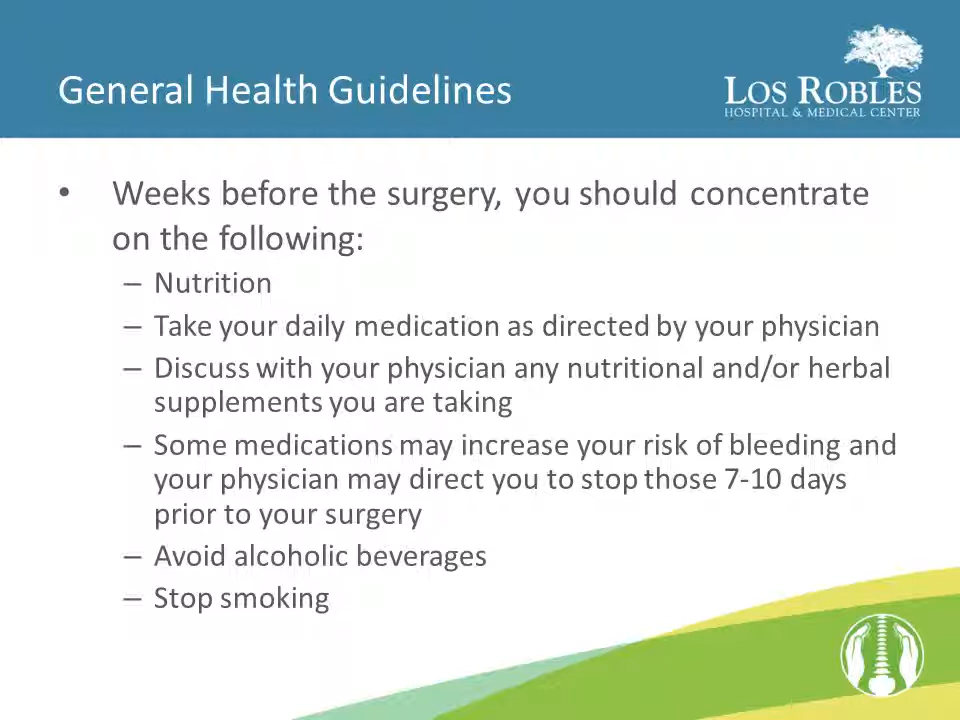 General Health Guidelines
LOS ROBLES
HOSPITAL & MEDICAL CENTER
• Weeks before the surgery, you should concentrate
on the following:
– Nutrition
– Take your daily medication as directed by your physician
– Discuss with your physician any nutritional and/or herbal
supplements you are taking
– Some medications may increase your risk of bleeding and
your physician may direct you to stop those 7-10 days
prior to your surgery
– Avoid alcoholic beverages
– Stop smoking